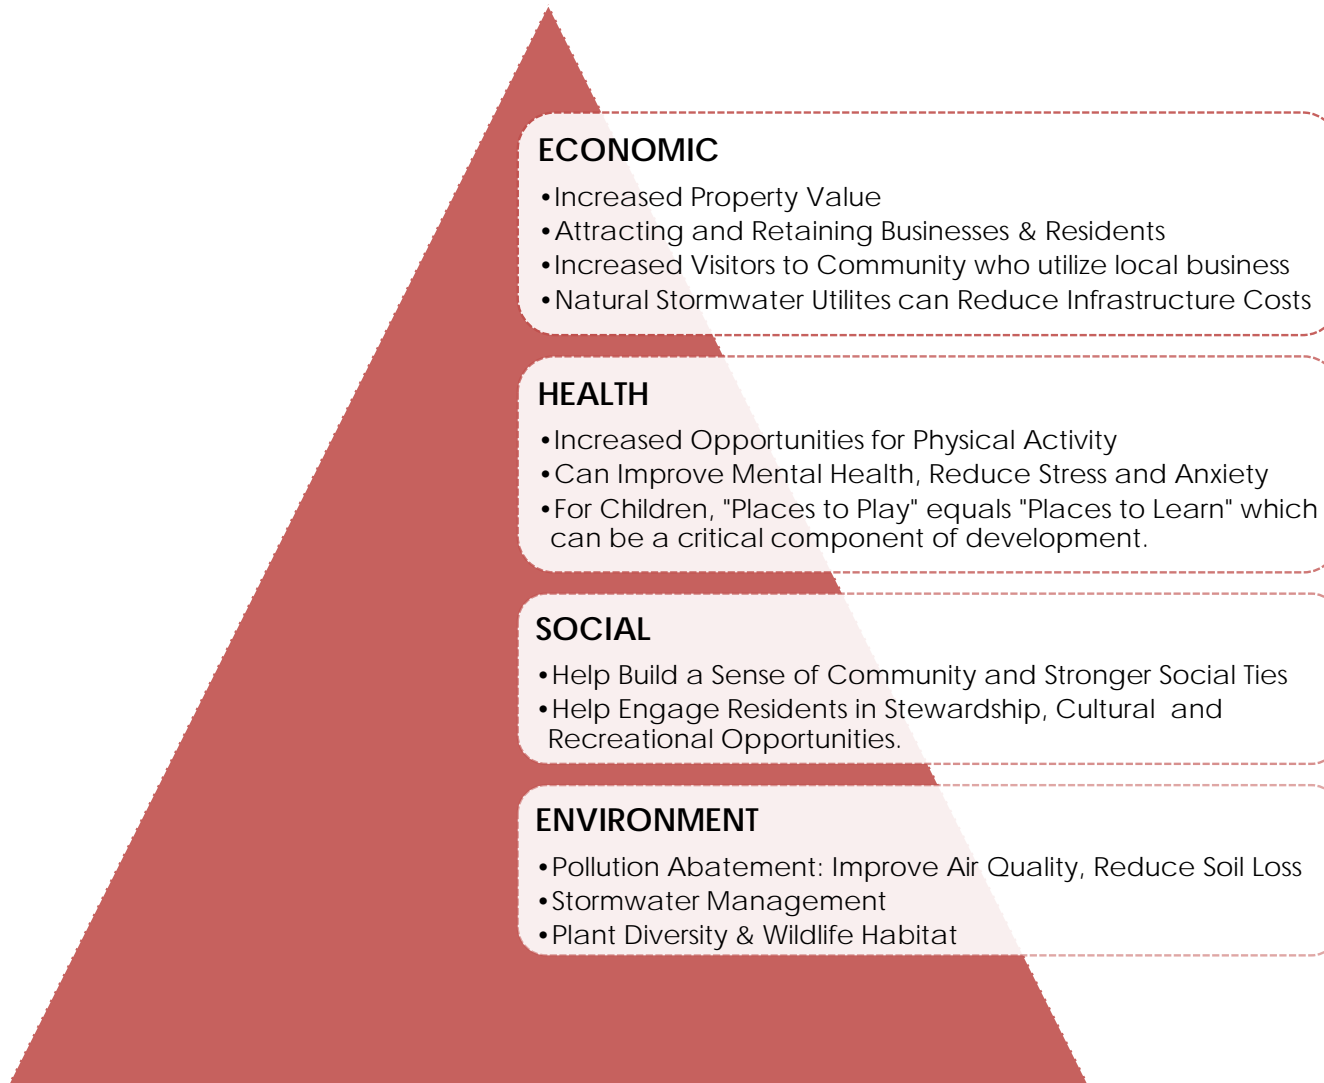 ECONOMIC
•Increased Property Value
•Attracting and Retaining Businesses & Residents
•Increased Visitors to Community who utilize local business
•Natural Stormwater Utilites can Reduce Infrastructure Costs
HEALTH
•Increased Opportunities for Physical Activity
•Can Improve Mental Health, Reduce Stress and Anxiety
•For Children, "Places to Play" equals "Places to Learn" which
can be a critical component of development.
SOCIAL
•Help Build a Sense of Community and Stronger Social Ties
•Help Engage Residents in Stewardship, Cultural and
Recreational Opportunities.
ENVIRONMENT
•Pollution Abatement: Improve Air Quality, Reduce Soil Loss
•Stormwater Management
•Plant Diversity & Wildlife Habitat